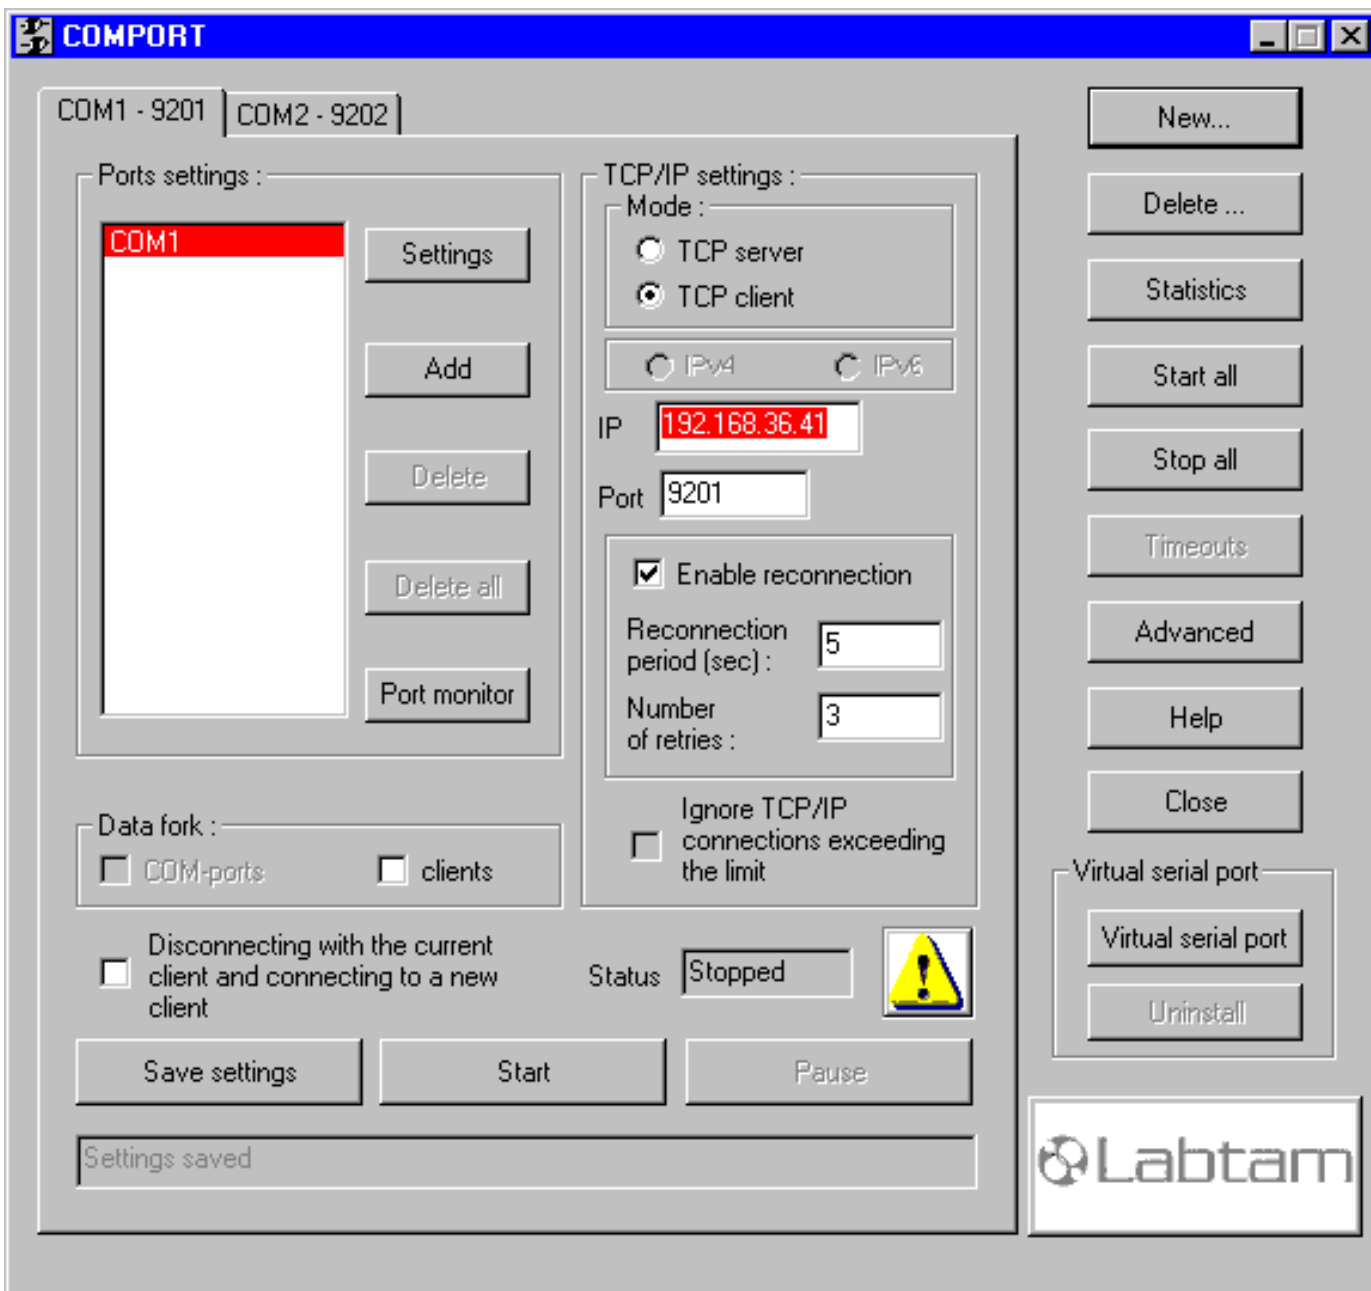 COMPORT
COM1 - 9201
COM2 - 9202
Ports settings :
COM1
Settings
Add
Delete
Delete all
Port monitor
TCP/IP settings :
Mode :
TCP server
TCP client
IPv4
IPv6
IP
192.168.36.41
Port
9201
Enable reconnection
Reconnection
period (sec) :
5
Number
of retries :
3
Ignore TCP/IP
connections exceeding
the limit
Data fork :
COM-ports
clients
Disconnecting with the current
client and connecting to a new
client
Status
Stopped
Save settings
Start
Pause
Settings saved
New...
Delete ...
Statistics
Start all
Stop all
Timeouts
Advanced
Help
Close
Virtual serial port
Virtual serial port
Uninstall
Labtam